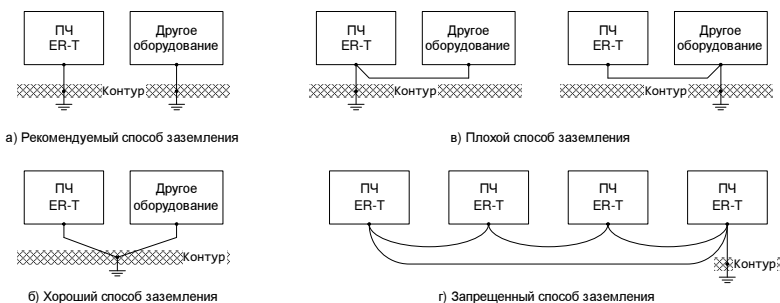 ПЧ
ER-T
Другое
оборудование
Контур
а) Рекомендуемый способ заземления
ПЧ
ER-T
Другое
оборудование
Контур
ПЧ
ER-T
Другое
оборудование
Контур
в) Плохой способ заземления
ПЧ
ER-T
Другое
оборудование
Контур
б) Хороший способ заземления
ПЧ
ER-T
ПЧ
ER-T
ПЧ
ER-T
ПЧ
ER-T
Контур
г) Запрещенный способ заземления